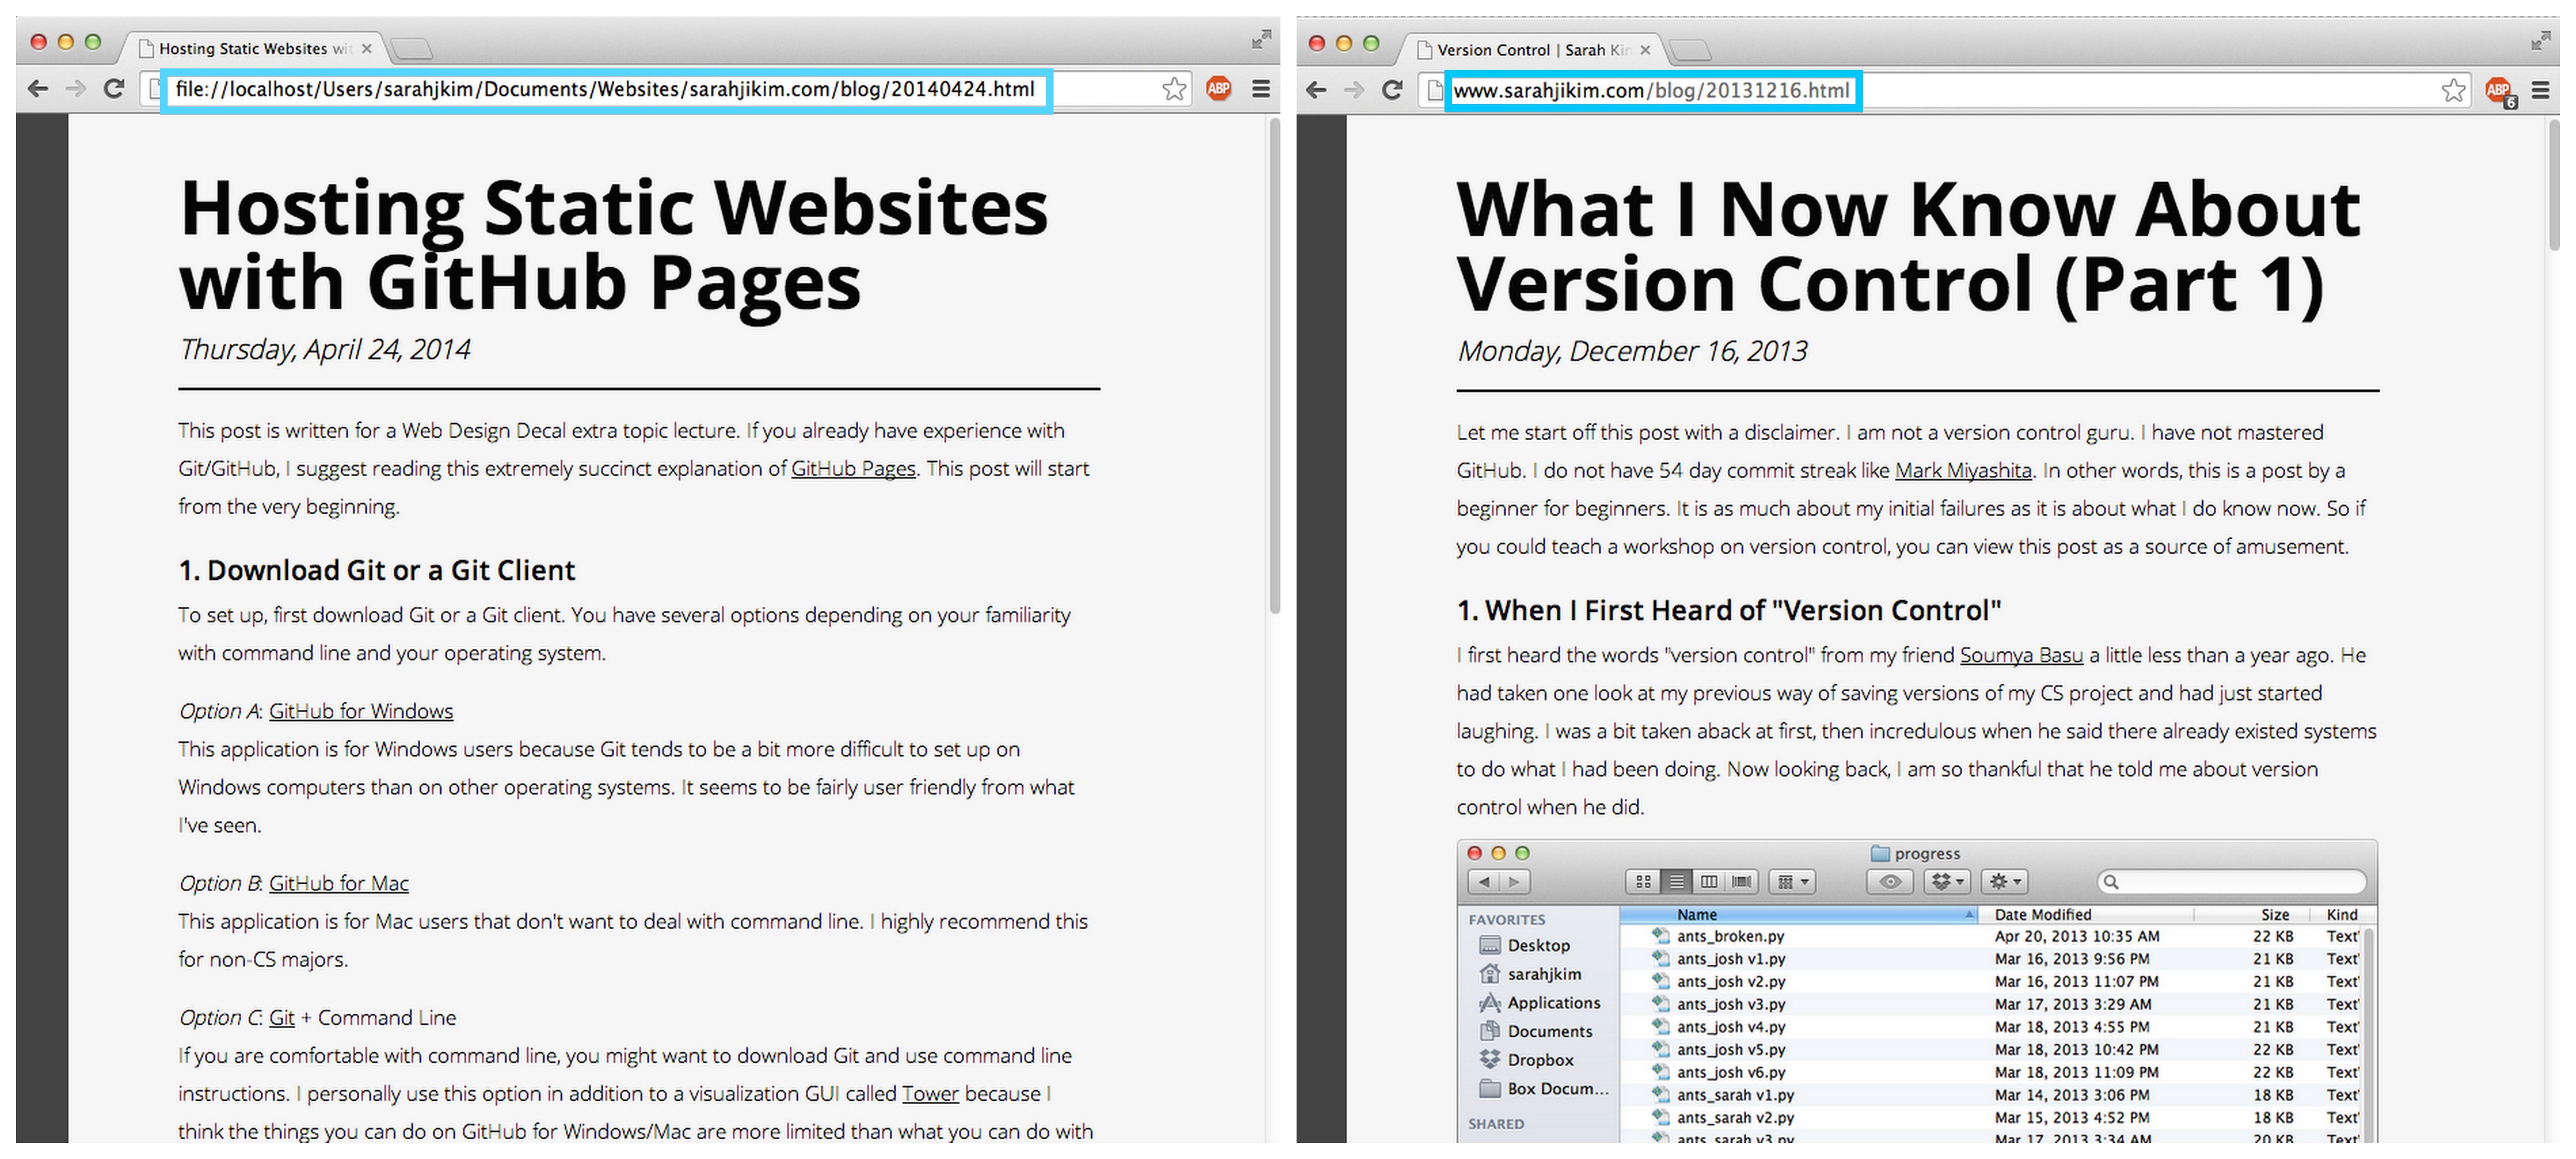 Hosting Static Websites wit
file://localhost/Users/sarahjkim/Documents/Websites/sarahjikim.com/blog/20140424.html
ABP
Hosting Static Websites
with GitHub Pages
Thursday, April 24, 2014
This post is written for a Web Design Decal extra topic lecture. If you already have experience with
Git/GitHub, I suggest reading this extremely succinct explanation of GitHub Pages. This post will start
from the very beginning.
1. Download Git or a Git Client
To set up, first download Git or a Git client. You have several options depending on your familiarity
with command line and your operating system.
Option A: GitHub for Windows
This application is for Windows users because Git tends to be a bit more difficult to set up on
Windows computers than on other operating systems. It seems to be fairly user friendly from what
I've seen.
Option B: GitHub for Mac
This application is for Mac users that don't want to deal with command line. I highly recommend this
for non-CS majors.
Option C: Git + Command Line
If you are comfortable with command line, you might want to download Git and use command line
instructions. I personally use this option in addition to a visualization GUI called Tower because I
think the things you can do on GitHub for Windows/Mac are more limited than what you can do with
Version Control | Sarah Kin
www.sarahjikim.com/blog/20131216.html
ABP
6
What I Now Know About
Version Control (Part 1)
Monday, December 16, 2013
Let me start off this post with a disclaimer. I am not a version control guru. I have not mastered
GitHub. I do not have 54 day commit streak like Mark Miyashita. In other words, this is a post by a
beginner for beginners. It is as much about my initial failures as it is about what I do know now. So if
you could teach a workshop on version control, you can view this post as a source of amusement.
1. When I First Heard of "Version Control"
I first heard the words "version control" from my friend Soumya Basu a little less than a year ago. He
had taken one look at my previous way of saving versions of my CS project and had just started
laughing. I was a bit taken aback at first, then incredulous when he said there already existed systems
to do what I had been doing. Now looking back, I am so thankful that he told me about version
control when he did.
progress
FAVORITES
Desktop
sarahjkim
Applications
Documents
Dropbox
Box Docum...
SHARED
Name Date Modified Size Kind
ants_broken.py Apr 20, 2013 10:35 AM 22 KB Text
ants_josh v1.py Mar 16, 2013 9:56 PM 21 KB Text
ants_josh v2.py Mar 16, 2013 11:07 PM 21 KB Text
ants_josh v3.py Mar 17, 2013 3:29 AM 21 KB Text
ants_josh v4.py Mar 18, 2013 4:55 PM 21 KB Text
ants_josh v5.py Mar 18, 2013 10:42 PM 22 KB Text
ants_josh v6.py Mar 18, 2013 11:09 PM 22 KB Text
ants_sarah v1.py Mar 14, 2013 3:06 PM 18 KB Text
ants_sarah v2.py Mar 15, 2013 4:52 PM 18 KB Text
ants_sarah v3.py Mar 17, 2013 3:34 AM 20 KB Text